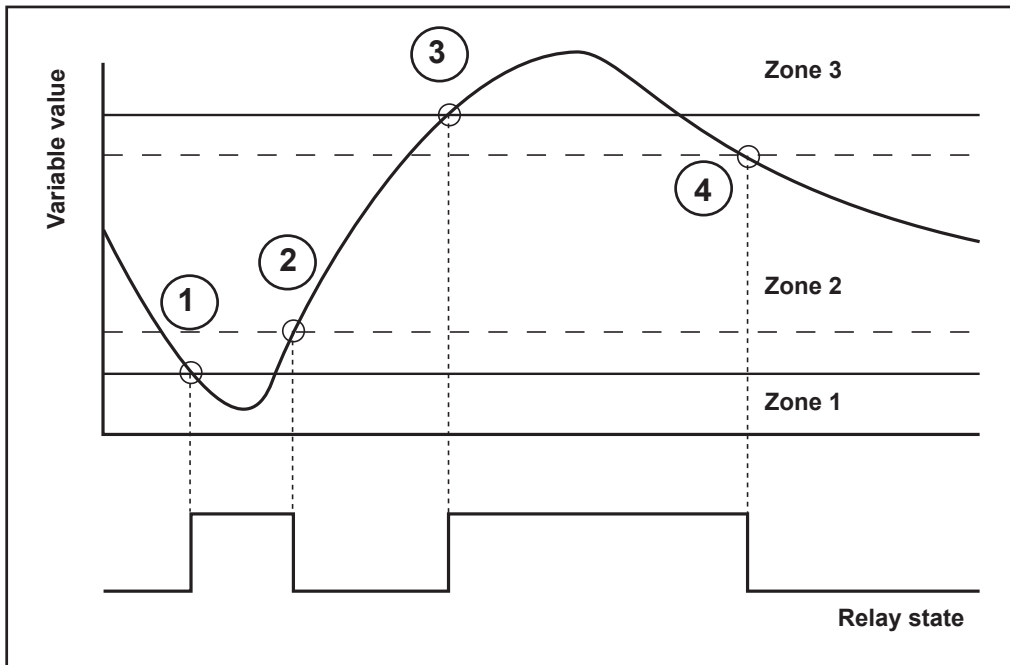 3
Zone 3
Variable value
4
2
Zone 2
1
Zone 1
Relay state